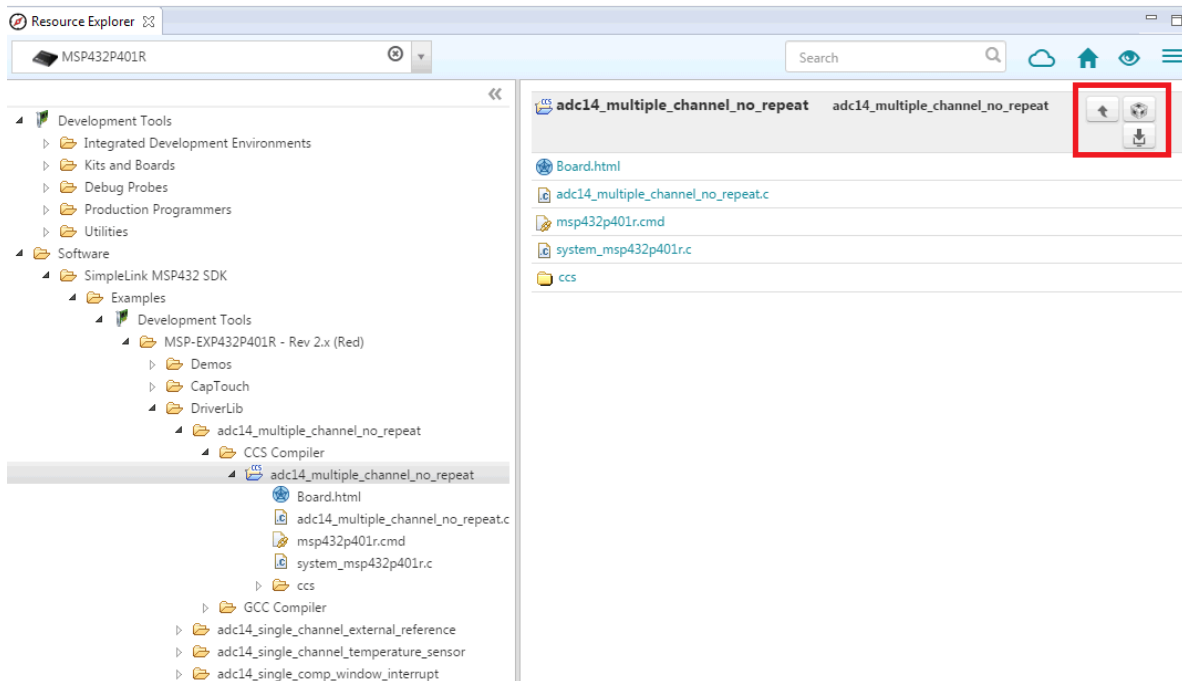 Resource Explorer
MSP432P401R
Search
Development Tools
Integrated Development Environments
Kits and Boards
Debug Probes
Production Programmers
Utilities
Software
SimpleLink MSP432 SDK
Examples
Development Tools
MSP-EXP432P401R - Rev 2.x (Red)
Demos
CapTouch
DriverLib
adc14_multiple_channel_no_repeat
CCS Compiler
adc14_multiple_channel_no_repeat
Board.html
adc14_multiple_channel_no_repeat.c
msp432p401r.cmd
system_msp432p401r.c
ccs
GCC Compiler
adc14_single_channel_external_reference
adc14_single_channel_temperature_sensor
adc14_single_comp_window_interrupt
adc14_multiple_channel_no_repeat adc14_multiple_channel_no_repeat
Board.html
adc14_multiple_channel_no_repeat.c
msp432p401r.cmd
system_msp432p401r.c
ccs